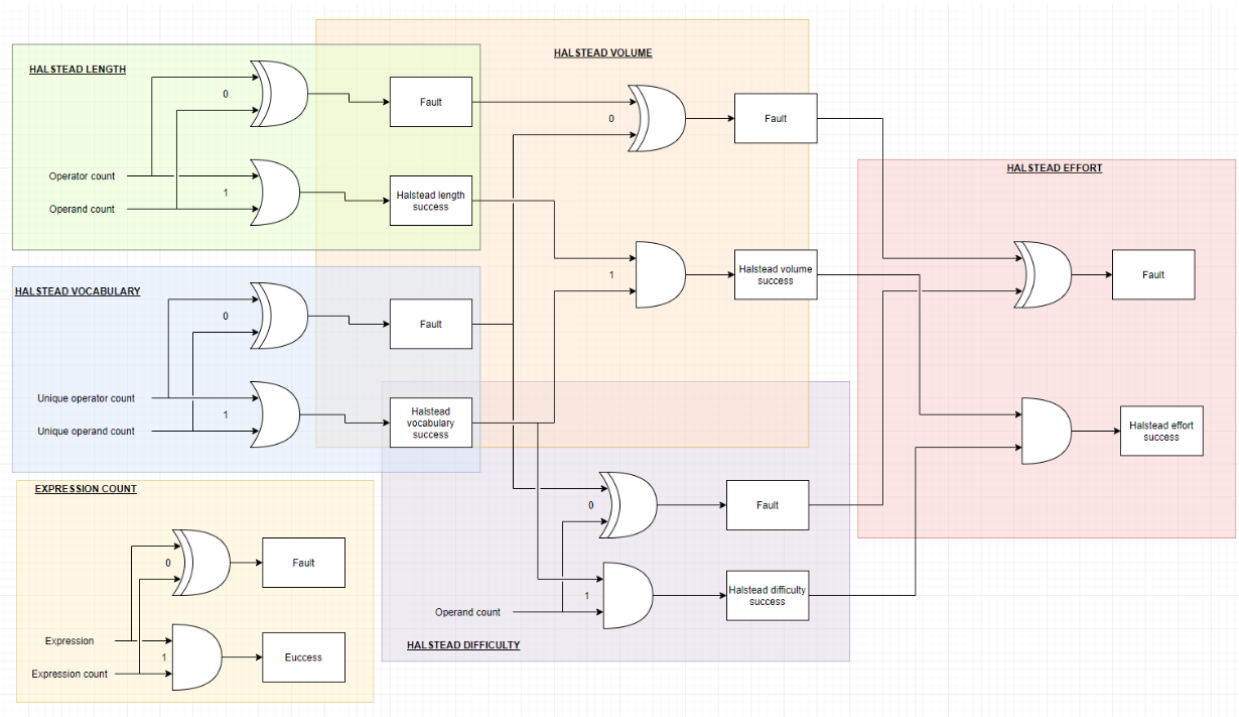 HALSTEAD LENGTH
0
Fault
Operator count
Operand count
1
Halstead length
success
HALSTEAD VOLUME
0
Fault
1
Halstead volume
success
HALSTEAD EFFORT
Fault
Halstead effort
success
HALSTEAD VOCABULARY
0
Fault
Unique operator count
Unique operand count
1
Halstead
vocabulary
success
EXPRESSION COUNT
0
Fault
Expression
Expression count
1
Euccess
0
Fault
Operand count
1
Halstead difficulty
success
HALSTEAD DIFFICULTY